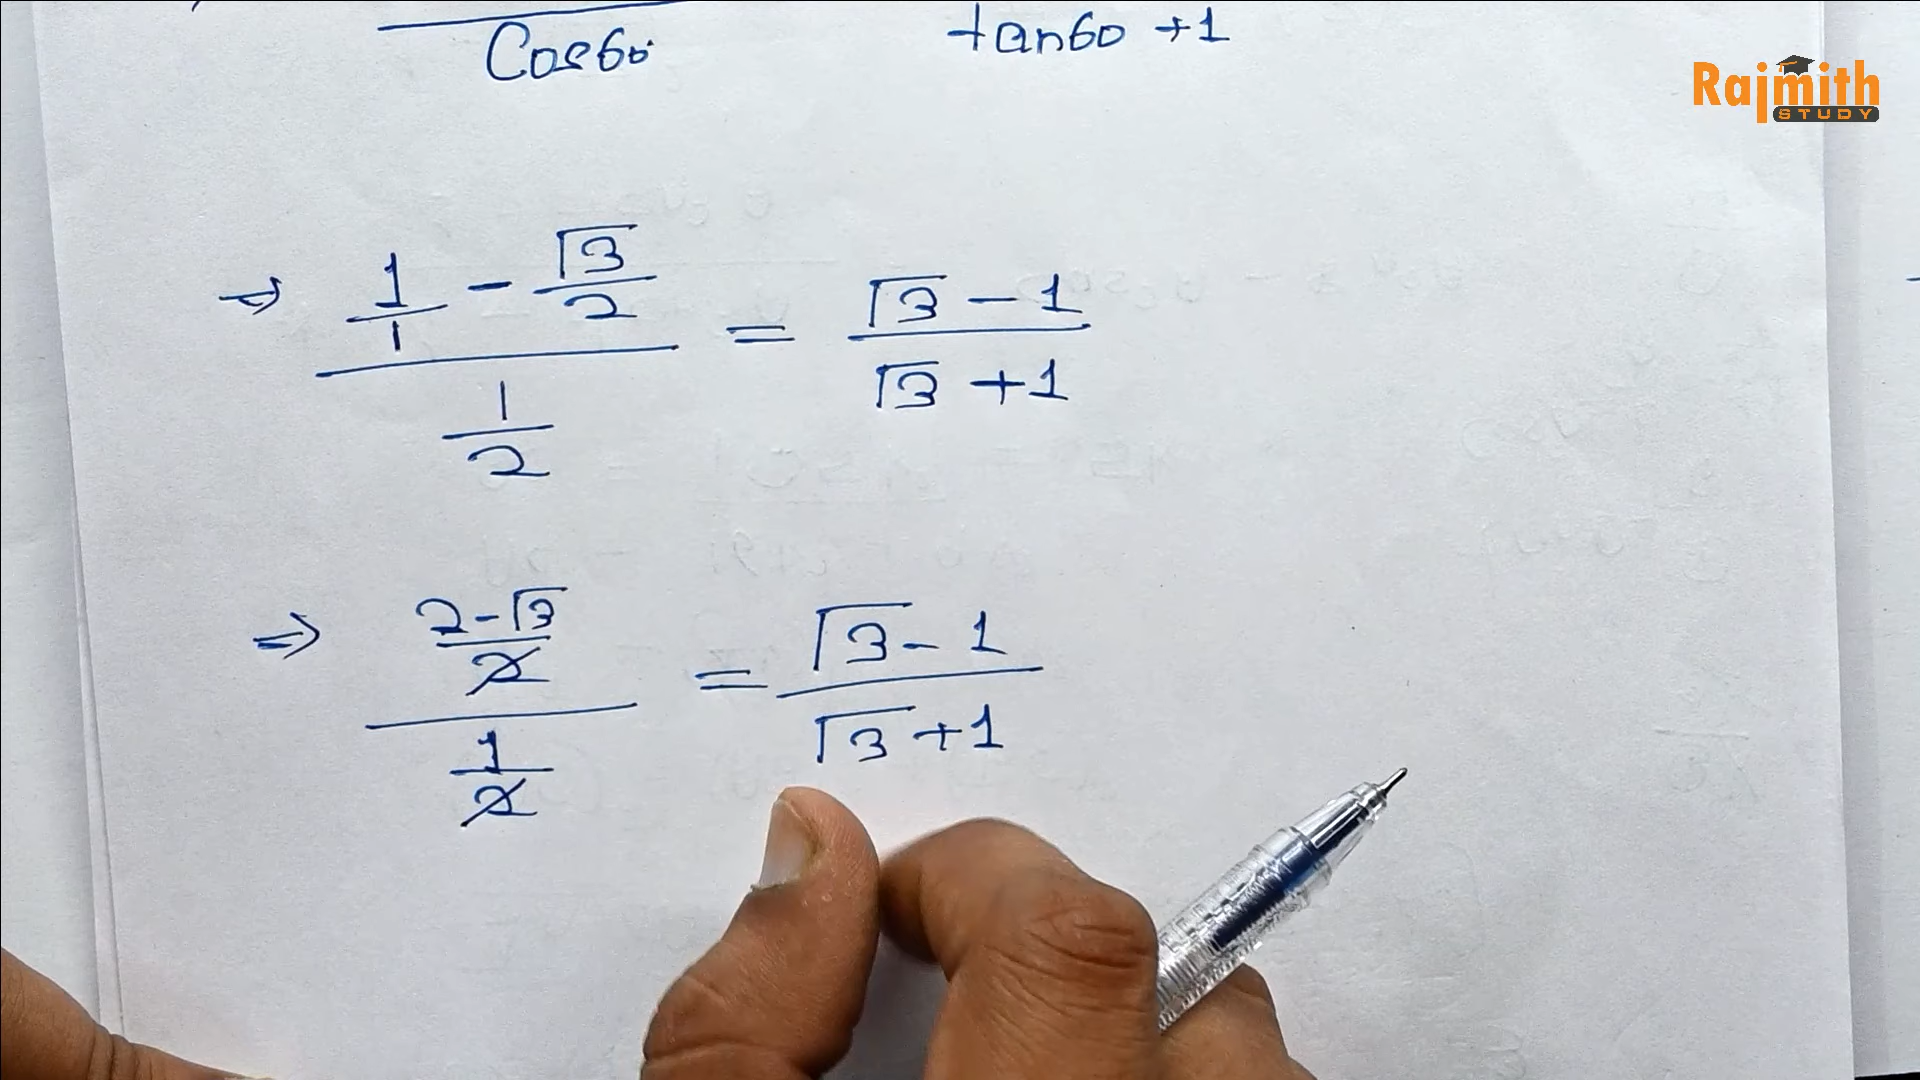 Cos60° tan60 +1
Rajmith
STUDY
⇒ 1/1 - √3/2 / 1/2 = √3 - 1 / √3 + 1
⇒ 2-√3/2 / 1/2 = √3 - 1 / √3 + 1